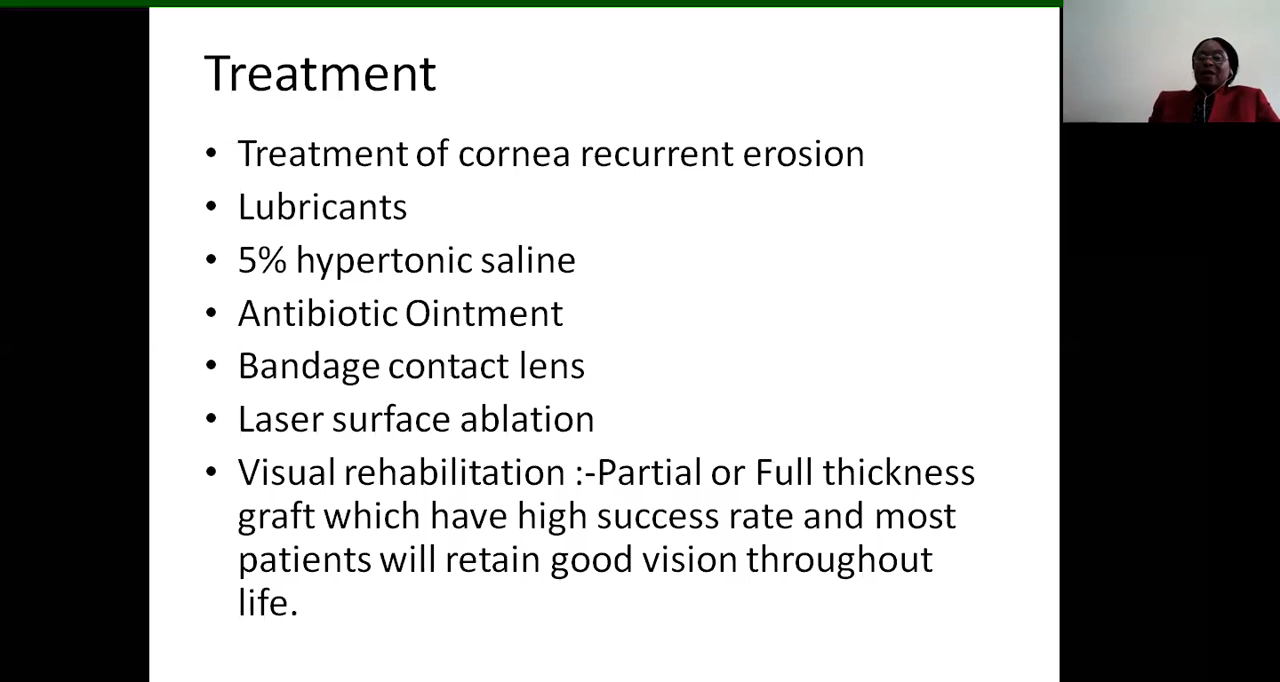 Treatment
• Treatment of cornea recurrent erosion
• Lubricants
• 5% hypertonic saline
• Antibiotic Ointment
• Bandage contact lens
• Laser surface ablation
• Visual rehabilitation :-Partial or Full thickness
graft which have high success rate and most
patients will retain good vision throughout
life.